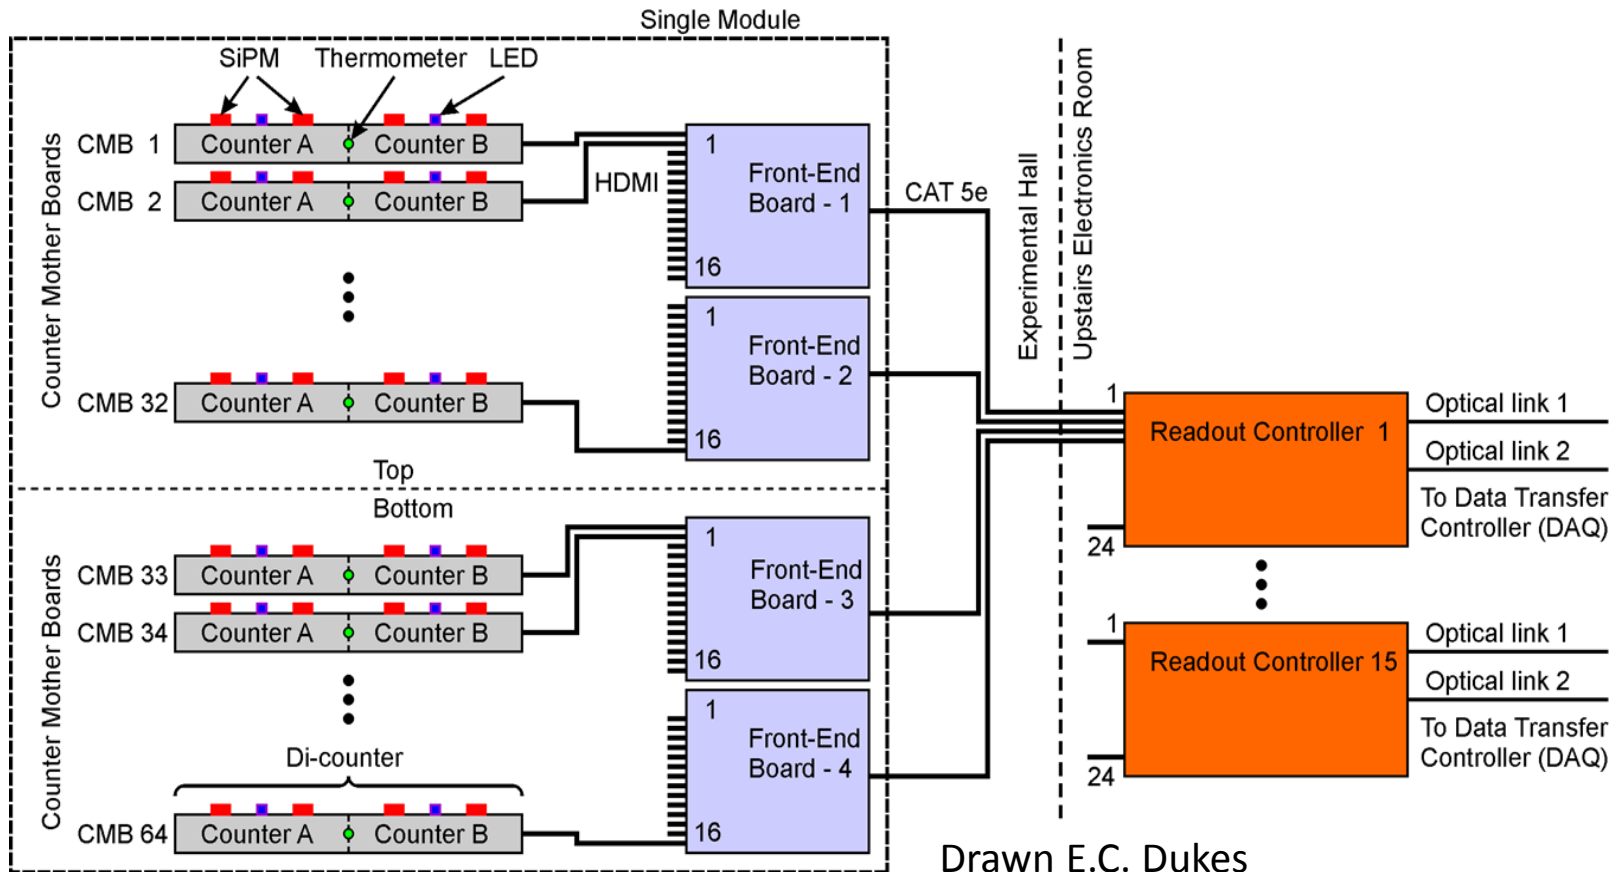 Single Module
SiPM
Thermometer
LED
Counter Mother Boards
CMB 1
Counter A
Counter B
CMB 2
Counter A
Counter B
CMB 32
Counter A
Counter B
HDMI
1
Front-End
Board - 1
16
1
Front-End
Board - 2
16
Top
Bottom
Counter Mother Boards
CMB 33
Counter A
Counter B
CMB 34
Counter A
Counter B
Di-counter
CMB 64
Counter A
Counter B
1
Front-End
Board - 3
16
1
Front-End
Board - 4
16
CAT 5e
Experimental Hall
Upstairs Electronics Room
1
Readout Controller 1
24
Optical link 1
Optical link 2
To Data Transfer
Controller (DAQ)
1
Readout Controller 15
24
Optical link 1
Optical link 2
To Data Transfer
Controller (DAQ)
Drawn E.C. Dukes